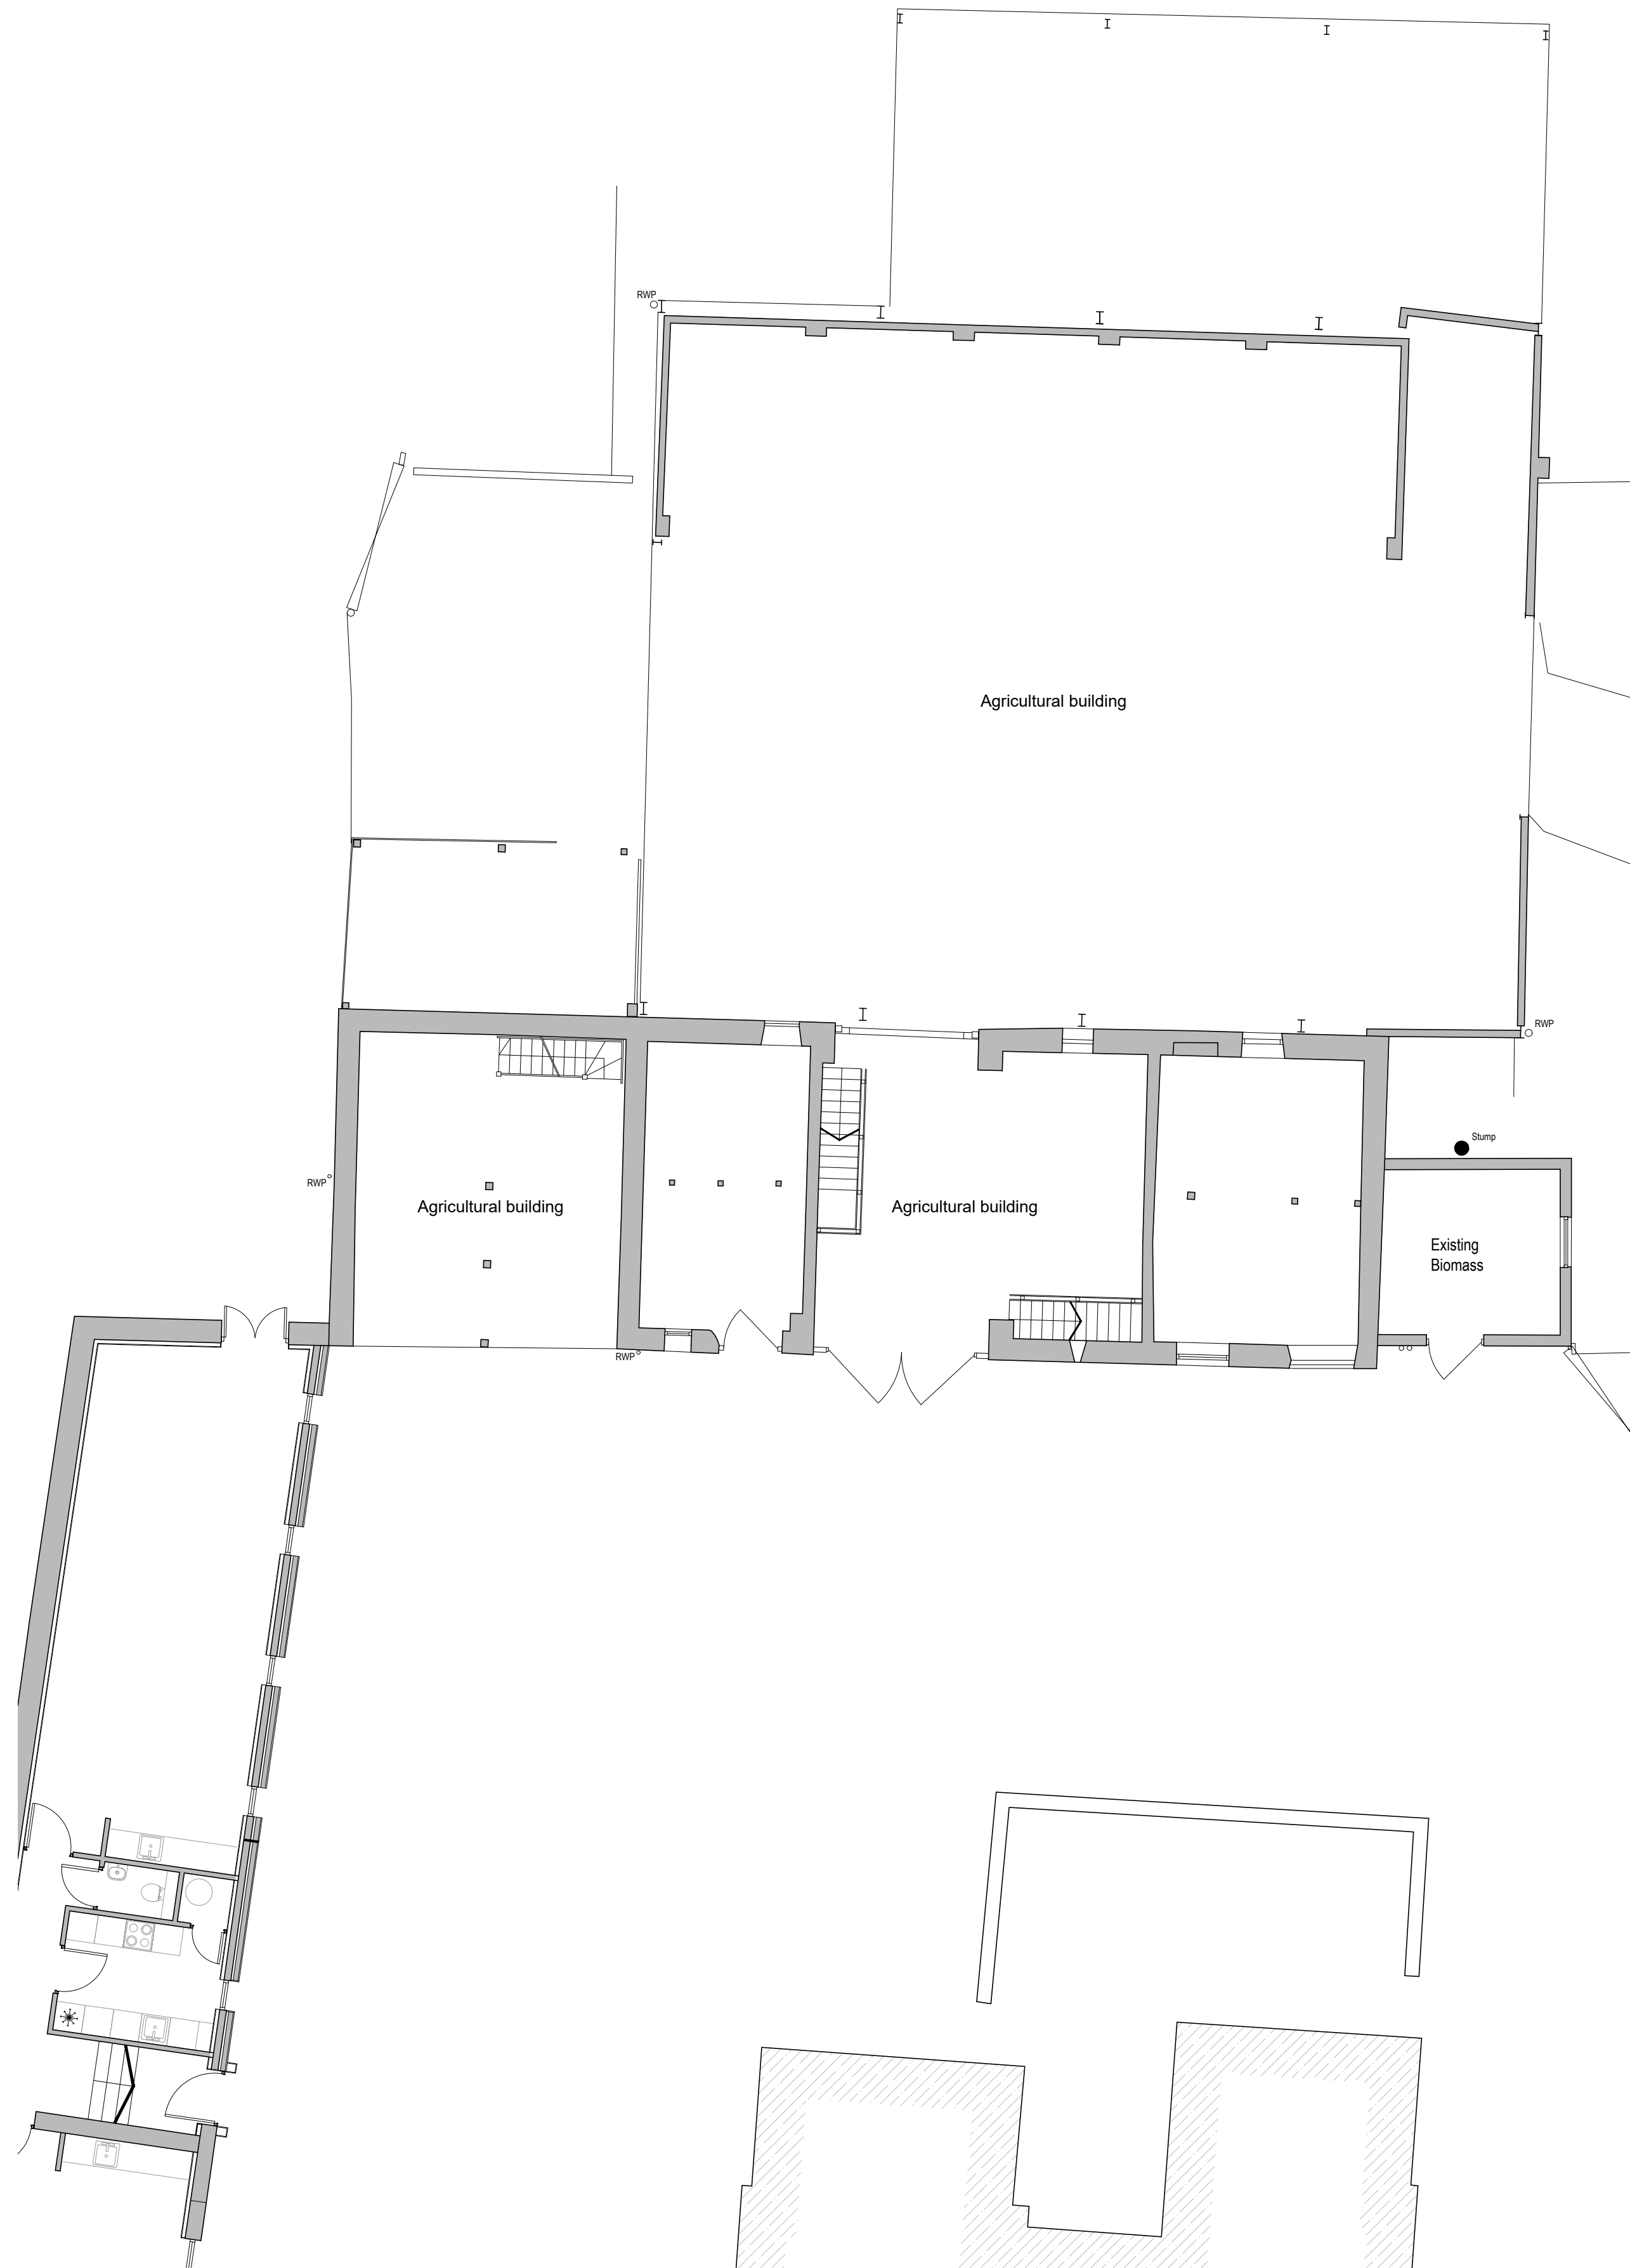 RWP
Agricultural building
RWP
Stump
RWP
Agricultural building
Agricultural building
Existing
Biomass
RWP